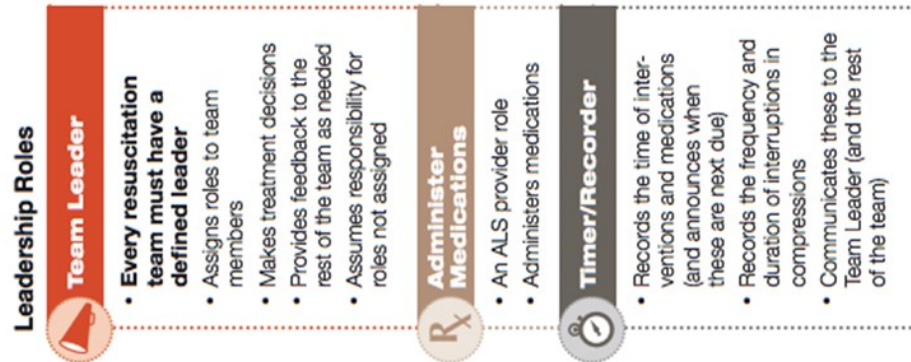 Leadership Roles
Team Leader
• Every resuscitation
team must have a
defined leader
• Assigns roles to team
members
• Makes treatment decisions
• Provides feedback to the
rest of the team as needed
• Assumes responsibility for
roles not assigned
Rx
Administer
Medications
• An ALS provider role
• Administers medications
Timer/Recorder
• Records the time of inter-
ventions and medications
(and announces when
these are next due)
• Records the frequency and
duration of interruptions in
compressions
• Communicates these to the
Team Leader (and the rest
of the team)